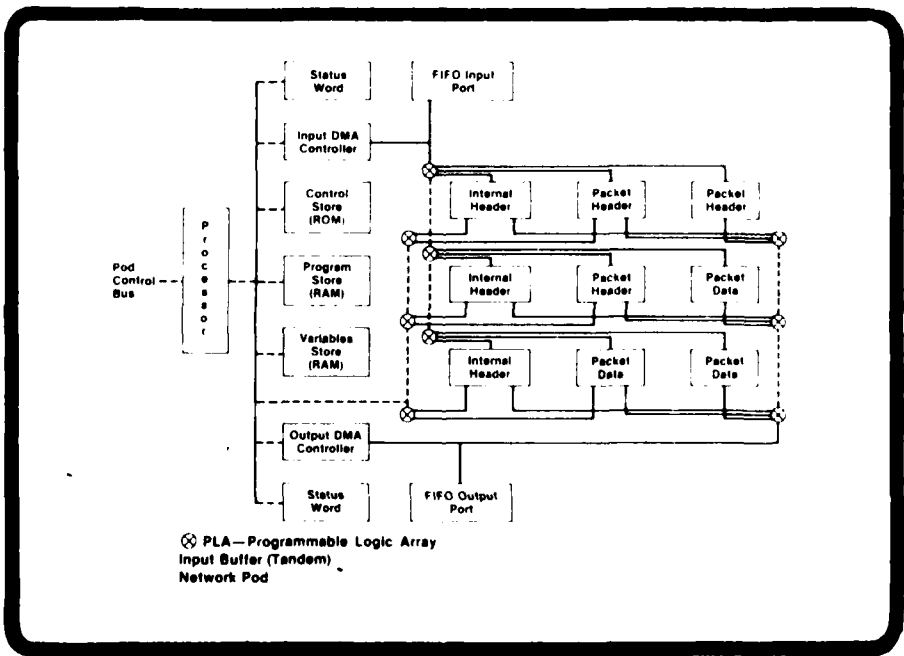 Status
Word
FIFO Input
Port
Input DMA
Controller
Control
Store
(ROM)
Internal
Header
Packet
Header
Packet
Header
Processor
Pod
Control
Bus
Program
Store
(RAM)
Internal
Header
Packet
Header
Packet
Data
Variables
Store
(RAM)
Internal
Header
Packet
Data
Packet
Data
Output DMA
Controller
Status
Word
FIFO Output
Port
PLA—Programmable Logic Array
Input Buffer (Tandem)
Network Pod